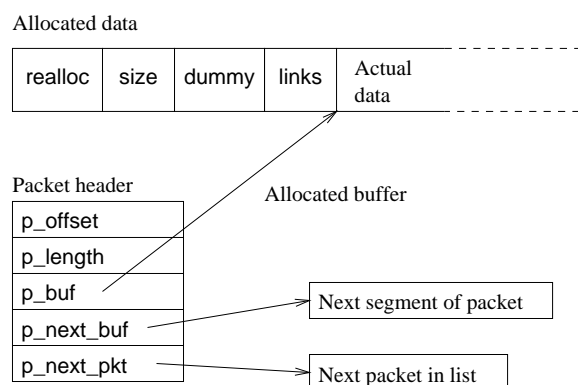 Allocated data
realloc size dummy links Actual
data
Packet header
Allocated buffer
p_offset
p_length
p_buf
Next segment of packet
p_next_buf
p_next_pkt
Next packet in list